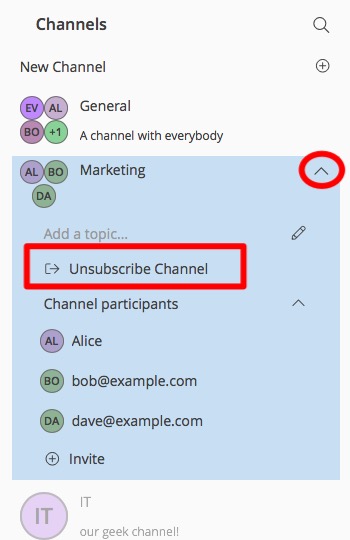 Channels
New Channel
EV AL General
BO +1 A channel with everybody
AL BO Marketing
DA
Add a topic...
Unsubscribe Channel
Channel participants
AL Alice
BO bob@example.com
DA dave@example.com
Invite
IT IT
our geek channel!